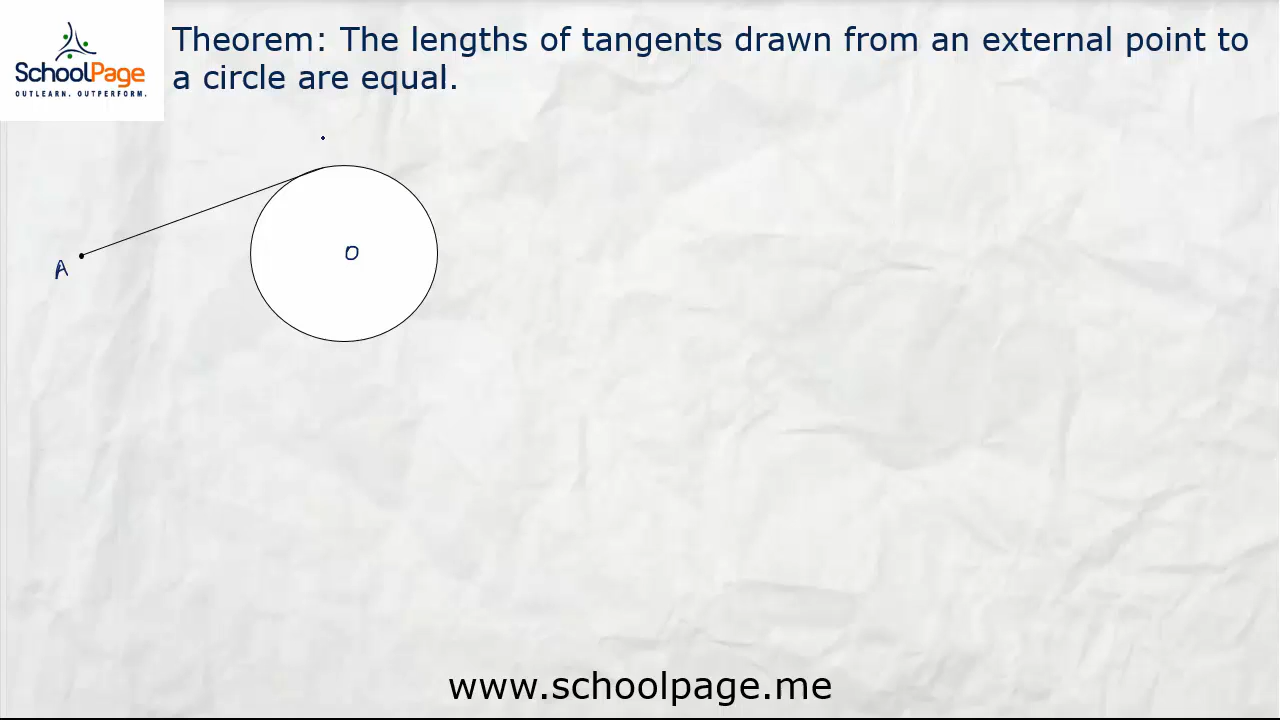 Theorem: The lengths of tangents drawn from an external point to
a circle are equal.
SchoolPage
OUTLEARN. OUTPERFORM.
O
A
www.schoolpage.me